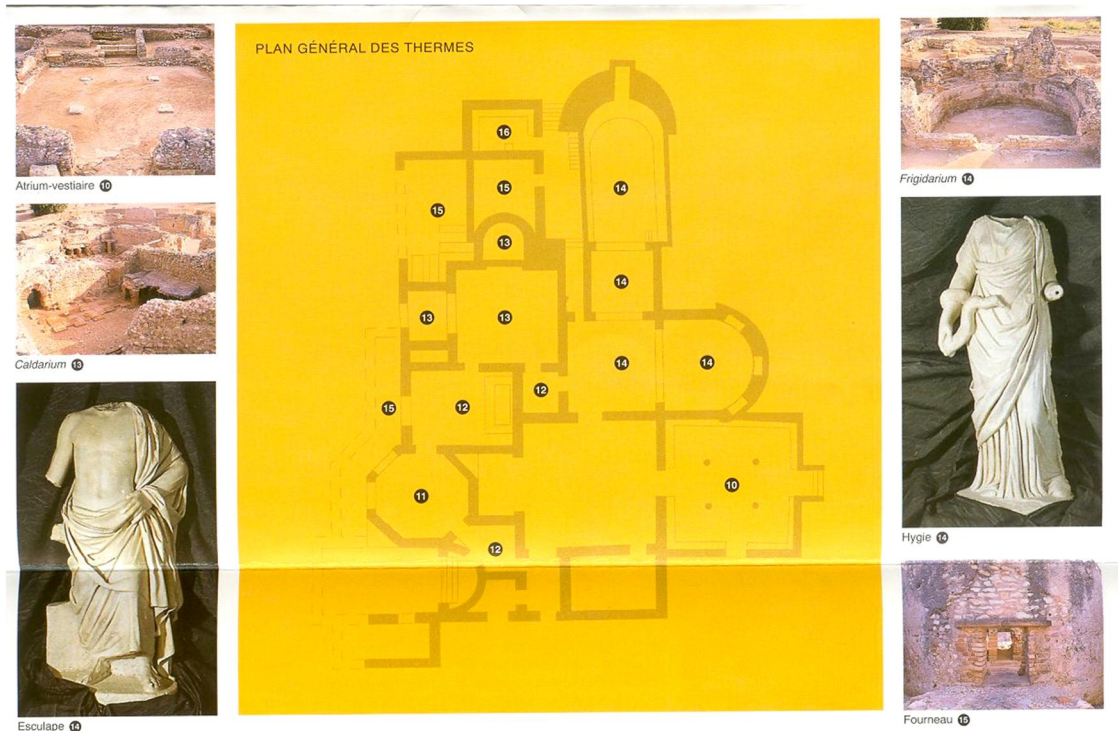 PLAN GÉNÉRAL DES THERMES
Atrium-vestiaire 10
Caldarium 13
Esculape 14
16
15
15
14
13
14
13
13
14
14
12
12
15
10
11
12
Frigidarium 14
Hygie 14
Fourneau 15